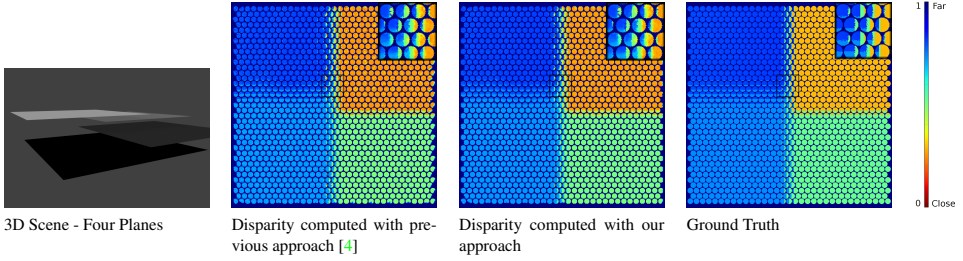 1 Far
0 Close
3D Scene - Four Planes
Disparity computed with pre-
vious approach [4]
Disparity computed with our
approach
Ground Truth